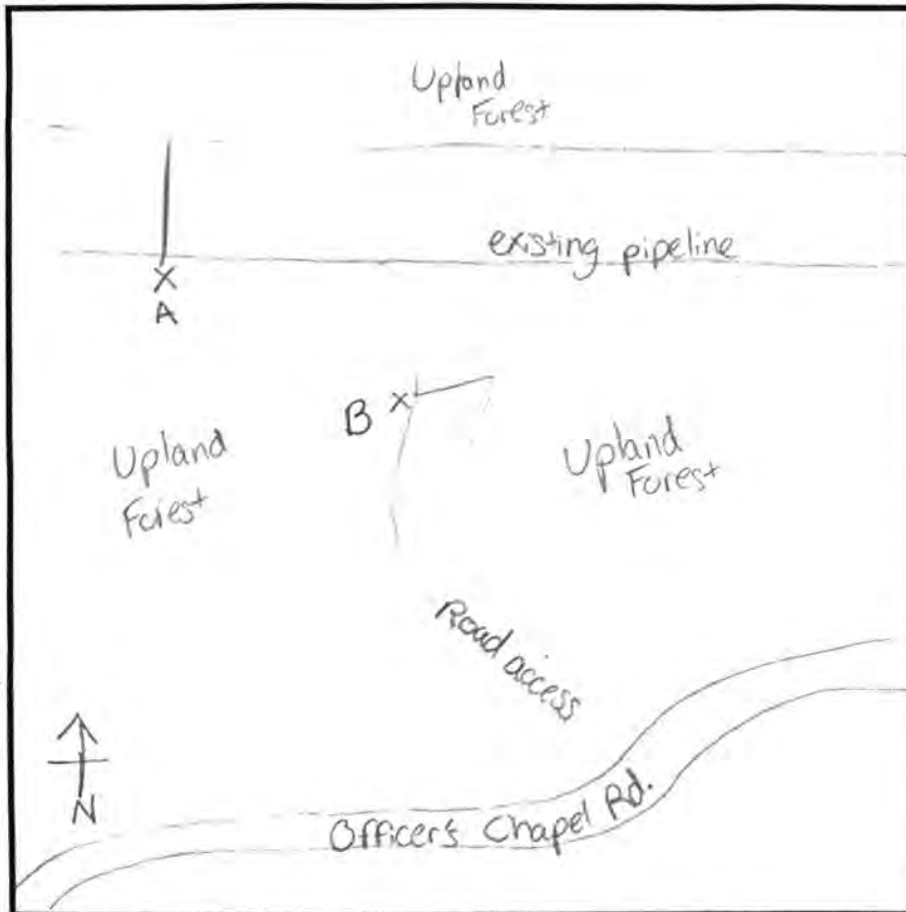 Upland
Forest
existing pipeline
X
A
B x
Upland
Forest
Upland
Forest
Road access
N
Officer's Chapel Rd.